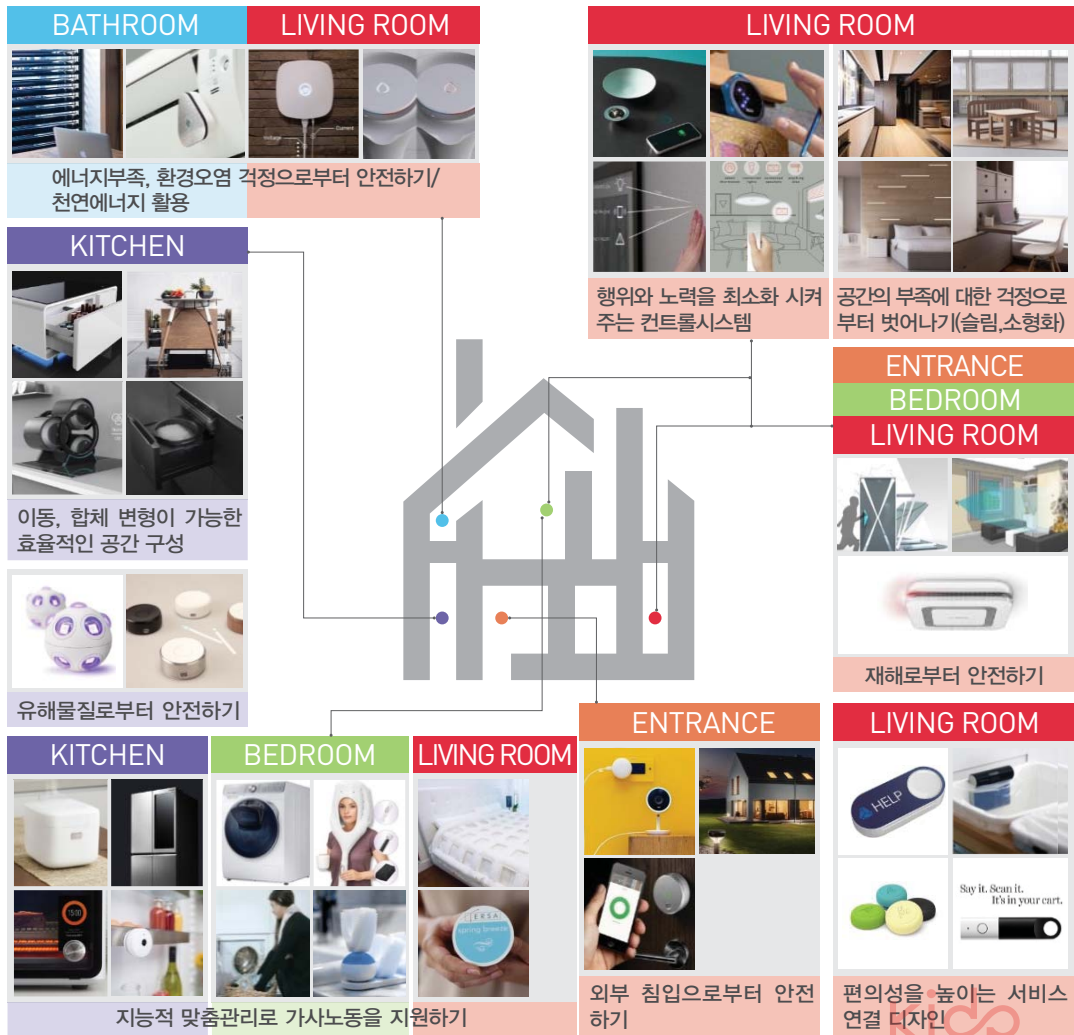 BATHROOM
LIVING ROOM
Voltage
Current
에너지부족, 환경오염 걱정으로부터 안전하기/
천연에너지 활용
LIVING ROOM
행위와 노력을 최소화 시켜
주는 컨트롤시스템
공간의 부족에 대한 걱정으로
부터 벗어나기(슬림,소형화)
KITCHEN
이동, 합체 변형이 가능한
효율적인 공간 구성
유해물질로부터 안전하기
ENTRANCE
BEDROOM
LIVING ROOM
재해로부터 안전하기
KITCHEN
BEDROOM
LIVING ROOM
15:00
spring breeze
지능적 맞춤관리로 가사노동을 지원하기
ENTRANCE
외부 침입으로부터 안전
하기
LIVING ROOM
HELP
Say it. Scan it.
It's in your cart.
편의성을 높이는 서비스
연결 디자인
kido